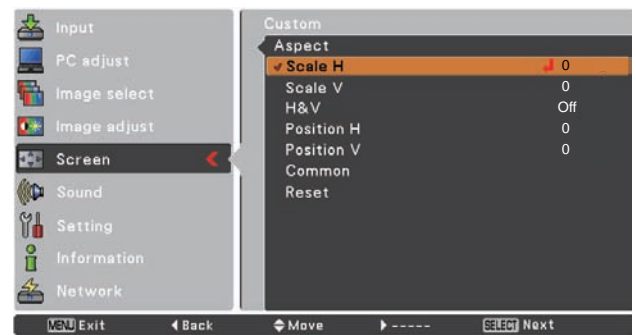 Input
PC adjust
Image select
Image adjust
Screen
Sound
Setting
Information
Network
Custom
Aspect
✔ Scale H 0
Scale V 0
H&V Off
Position H 0
Position V 0
Common
Reset
MENU Exit ◀ Back ◆ Move ▶ ----- SELECT Next